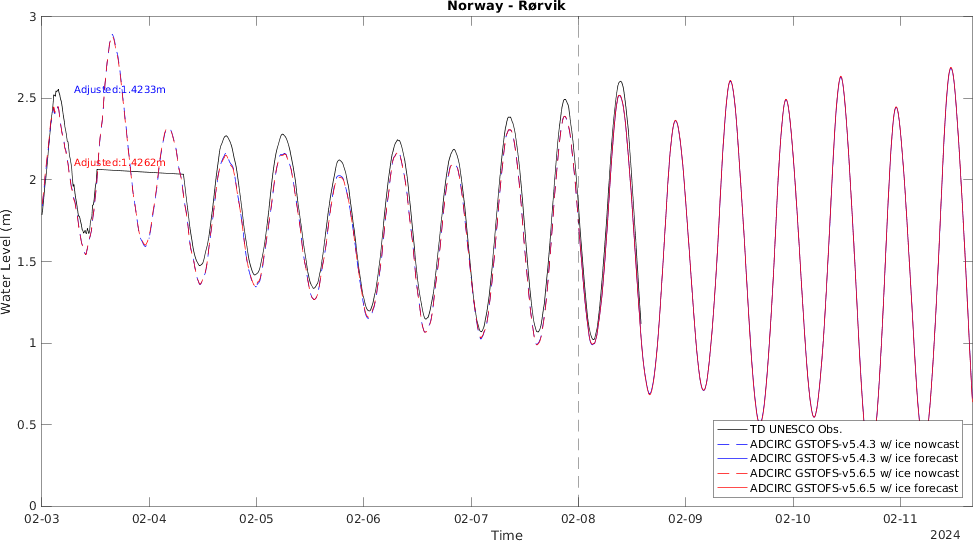 Norway - Rørvik
3
2.5
2
1.5
1
0.5
0
Water Level (m)
Adjusted:1.4233m
Adjusted:1.4262m
TD UNESCO Obs.
ADCIRC GSTOFS-v5.4.3 w/ ice nowcast
ADCIRC GSTOFS-v5.4.3 w/ ice forecast
ADCIRC GSTOFS-v5.6.5 w/ ice nowcast
ADCIRC GSTOFS-v5.6.5 w/ ice forecast
02-03 02-04 02-05 02-06 02-07 02-08 02-09 02-10 02-11
Time
2024